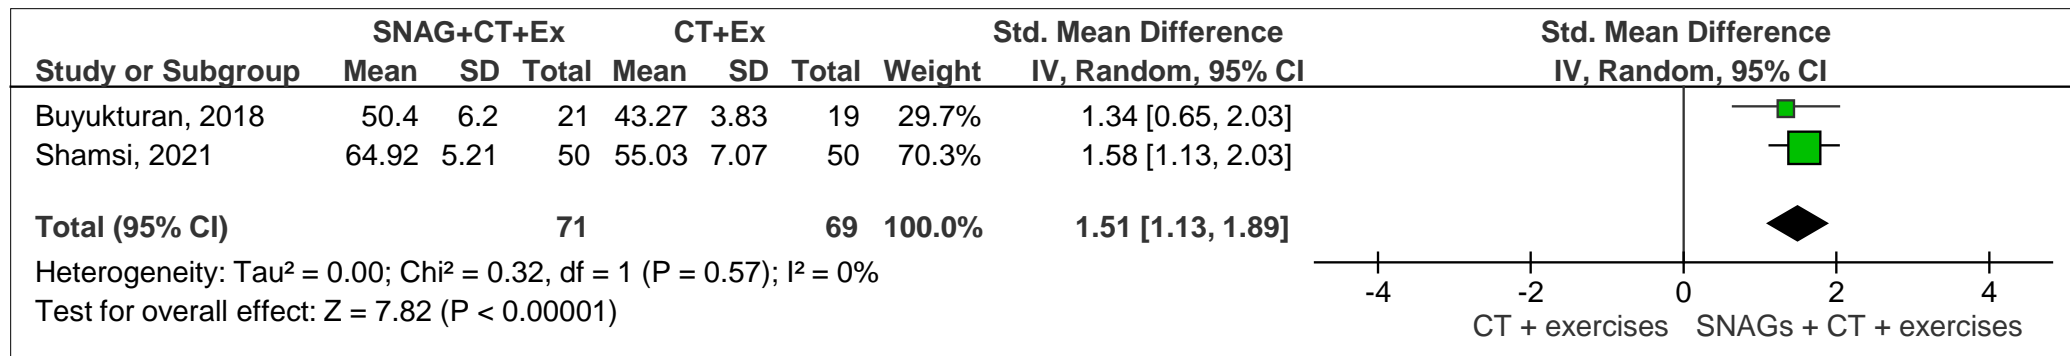 SNAG+CT+Ex CT+Ex Std. Mean Difference Std. Mean Difference
Study or Subgroup Mean SD Total Mean SD Total Weight IV, Random, 95% CI IV, Random, 95% CI
Buyukturan, 2018 50.4 6.2 21 43.27 3.83 19 29.7% 1.34 [0.65, 2.03]
Shamsi, 2021 64.92 5.21 50 55.03 7.07 50 70.3% 1.58 [1.13, 2.03]
Total (95% CI) 71 69 100.0% 1.51 [1.13, 1.89]
Heterogeneity: Tau² = 0.00; Chi² = 0.32, df = 1 (P = 0.57); I² = 0%
Test for overall effect: Z = 7.82 (P < 0.00001)
-4 -2 0 2 4
CT + exercises SNAGs + CT + exercises